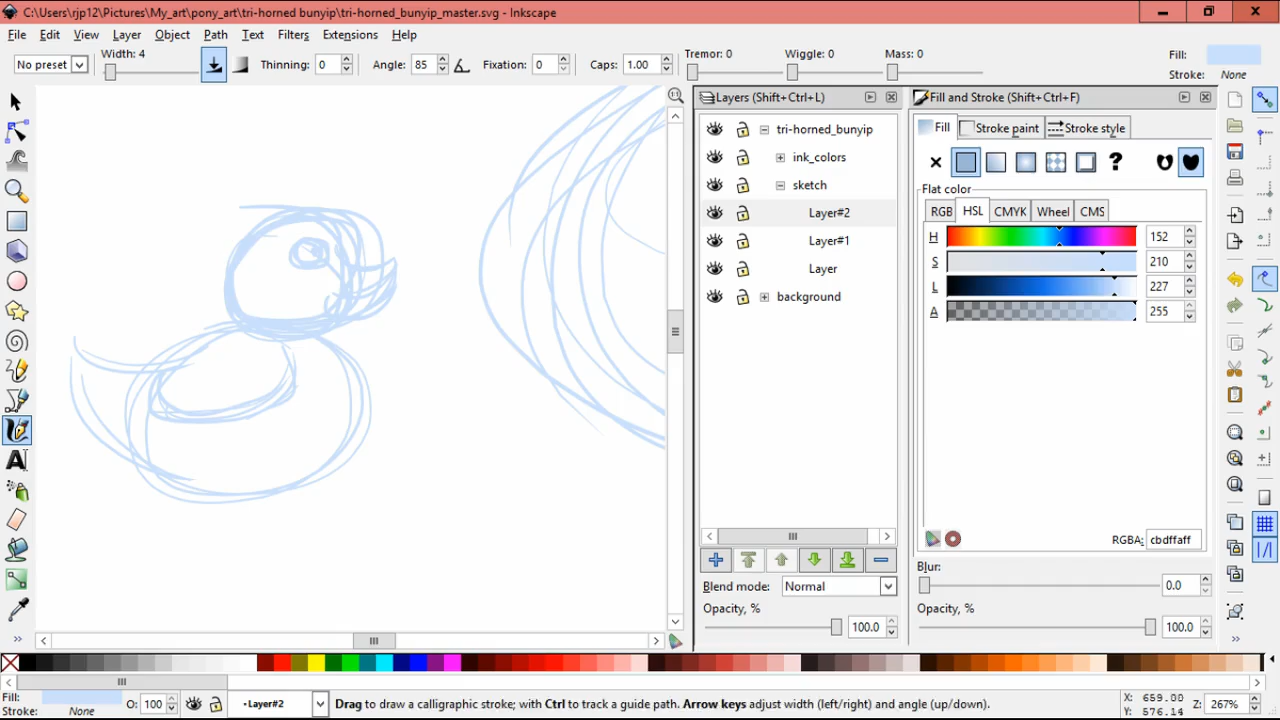 C:\Users\rjp12\Pictures\My_art\pony_art\tri-horned bunyip\tri-horned_bunyip_master.svg - Inkscape
File Edit View Layer Object Path Text Filters Extensions Help
No preset Width: 4 Thinning: 0 Angle: 85 Fixation: 0 Caps: 1.00 Tremor: 0 Wiggle: 0 Mass: 0 Fill:
Stroke: None
Layers (Shift+Ctrl+L)
tri-horned_bunyip
ink_colors
sketch
Layer#2
Layer#1
Layer
background
Blend mode: Normal
Opacity, % 100.0
Fill and Stroke (Shift+Ctrl+F)
Fill Stroke paint Stroke style
?
Flat color
RGB HSL CMYK Wheel CMS
H 152
S 210
L 227
A 255
RGBA: cbdffaff
Blur:
0.0
Opacity, %
100.0
Fill:
Stroke: None
O: 100
•Layer#2
Drag to draw a calligraphic stroke; with Ctrl to track a guide path. Arrow keys adjust width (left/right) and angle (up/down).
X: 659.00
Y: 576.14
Z: 267%